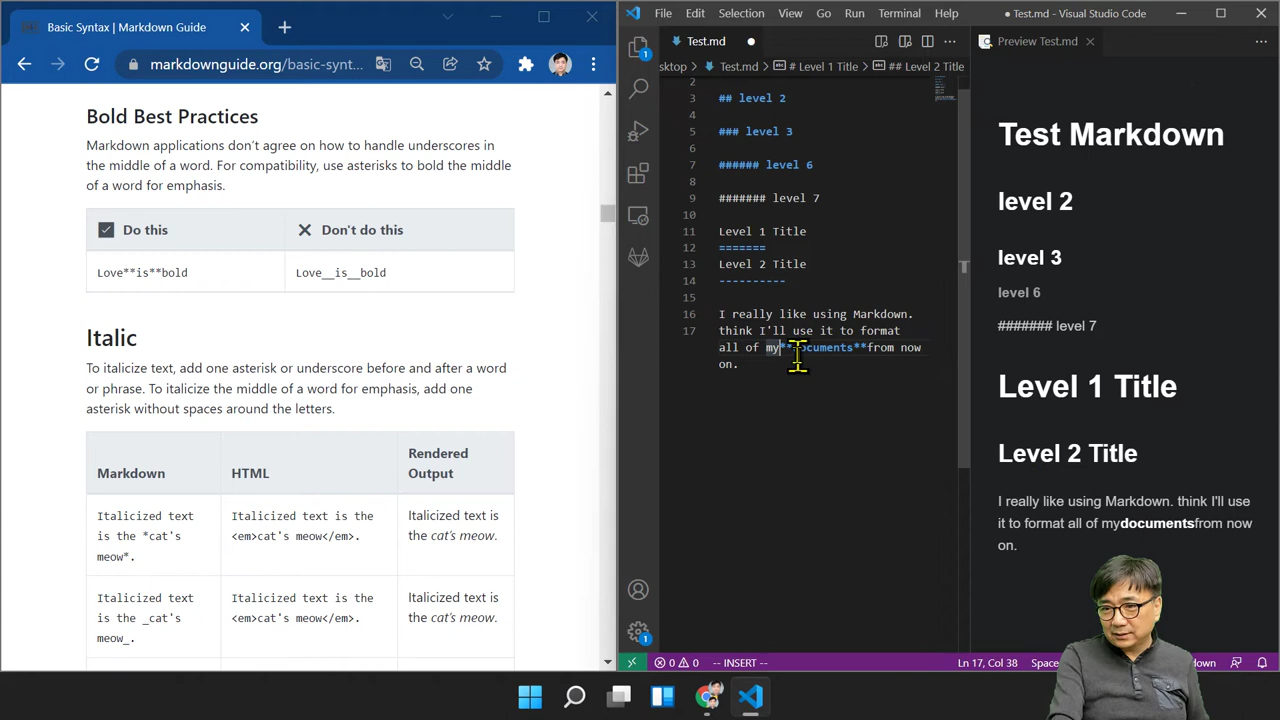 Basic Syntax | Markdown Guide
markdownguide.org/basic-synt...
Bold Best Practices
Markdown applications don't agree on how to handle underscores in
the middle of a word. For compatibility, use asterisks to bold the middle
of a word for emphasis.
Do this
Don't do this
Love**is**bold
Love__is__bold
Italic
To italicize text, add one asterisk or underscore before and after a word
or phrase. To italicize the middle of a word for emphasis, add one
asterisk without spaces around the letters.
Markdown
HTML
Rendered
Output
Italicized text
is the *cat's
meow*.
Italicized text is the
<em>cat's meow</em>.
Italicized text is
the cat's meow.
Italicized text
is the _cat's
meow_.
Italicized text is the
<em>cat's meow</em>.
Italicized text is
the cat's meow.
File Edit Selection View Go Run Terminal Help
● Test.md - Visual Studio Code
Test.md
Preview Test.md
sktop > Test.md > # Level 1 Title > ## Level 2 Title
1
1
2
3 ## level 2
4
5 ### level 3
6
7 ###### level 6
8
9 ####### level 7
10
11 Level 1 Title
12 =======
13 Level 2 Title
14 ----------
15
16 I really like using Markdown.
17 think I'll use it to format
all of my**documents**from now
on.
Test Markdown
level 2
level 3
level 6
####### level 7
Level 1 Title
Level 2 Title
I really like using Markdown. think I'll use
it to format all of mydocumentsfrom now
on.
0 0 -- INSERT --
Ln 17, Col 38